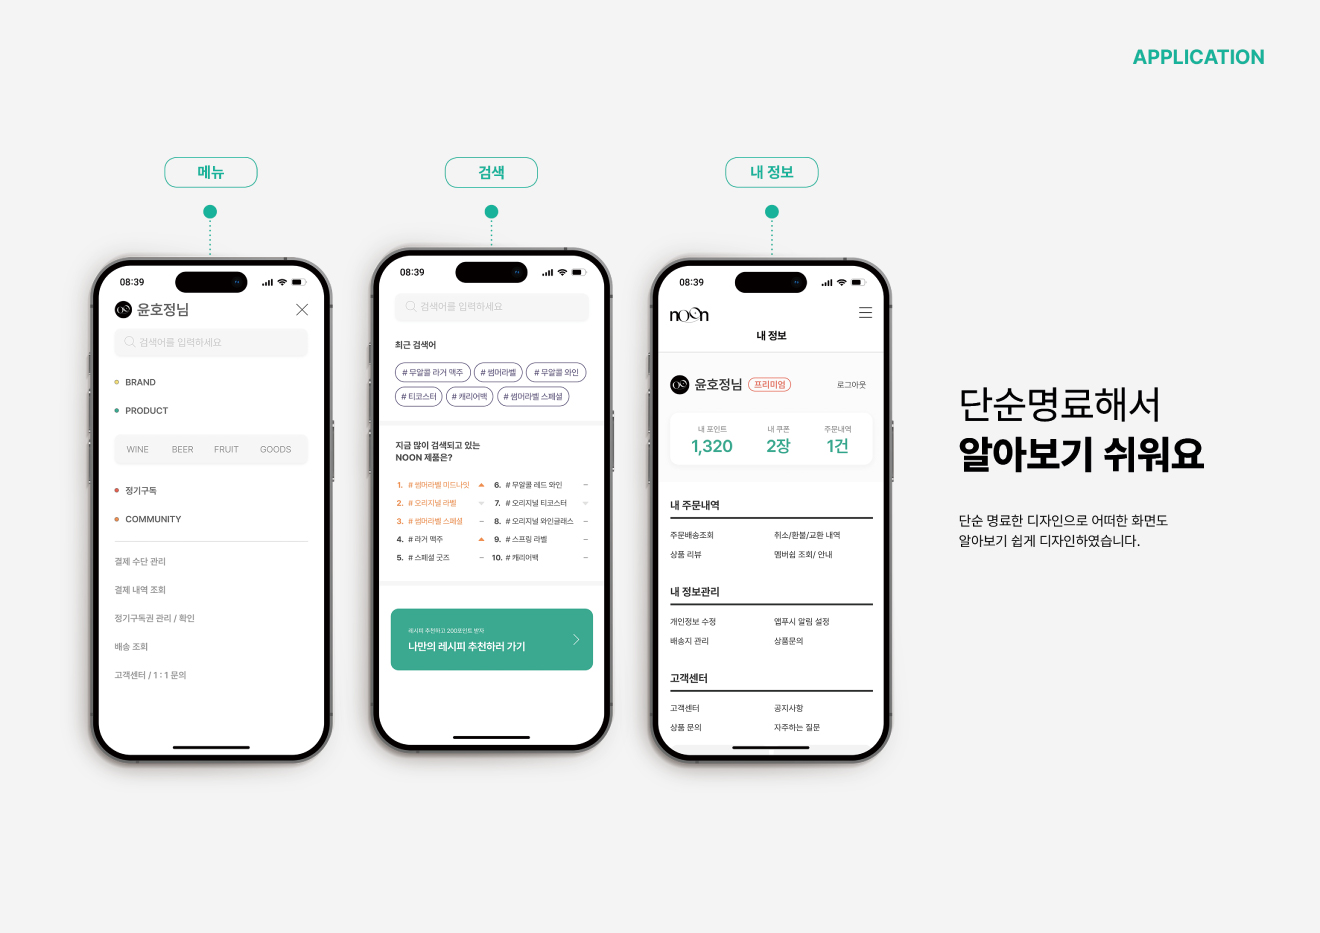 APPLICATION
메뉴
검색
내 정보
08:39
윤호정님
검색어를 입력하세요
BRAND
PRODUCT
WINE BEER FRUIT GOODS
정기구독
COMMUNITY
결제 수단 관리
결제 내역 조회
정기구독권 관리 / 확인
배송 조회
고객센터 / 1 : 1 문의
08:39
검색어를 입력하세요
최근 검색어
# 무알콜 라거 맥주 # 썸머라벨 # 무알콜 와인
# 티코스터 # 캐리어백 # 썸머라벨 스페셜
지금 많이 검색되고 있는
NOON 제품은?
1. # 썸머라벨 미드나잇
2. # 오리지널 라벨
3. # 썸머라벨 스페셜
4. # 라거 맥주
5. # 스페셜 굿즈
6. # 무알콜 레드 와인
7. # 오리지널 티코스터
8. # 오리지널 와인글래스
9. # 스프링 라벨
10. # 캐리어백
레시피 추천하고 200포인트 받자
나만의 레시피 추천하러 가기
08:39
noon
내 정보
윤호정님 프리미엄 로그아웃
내 포인트 내 쿠폰 주문내역
1,320 2장 1건
내 주문내역
주문배송조회 취소/환불/교환 내역
상품 리뷰 멤버쉽 조회/ 안내
내 정보관리
개인정보 수정 앱푸시 알림 설정
배송지 관리 상품문의
고객센터
고객센터 공지사항
상품 문의 자주하는 질문
단순명료해서
알아보기 쉬워요
단순 명료한 디자인으로 어떠한 화면도
알아보기 쉽게 디자인하였습니다.